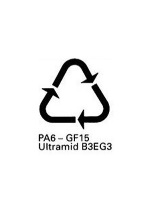 PA6 – GF15
Ultramid B3EG3